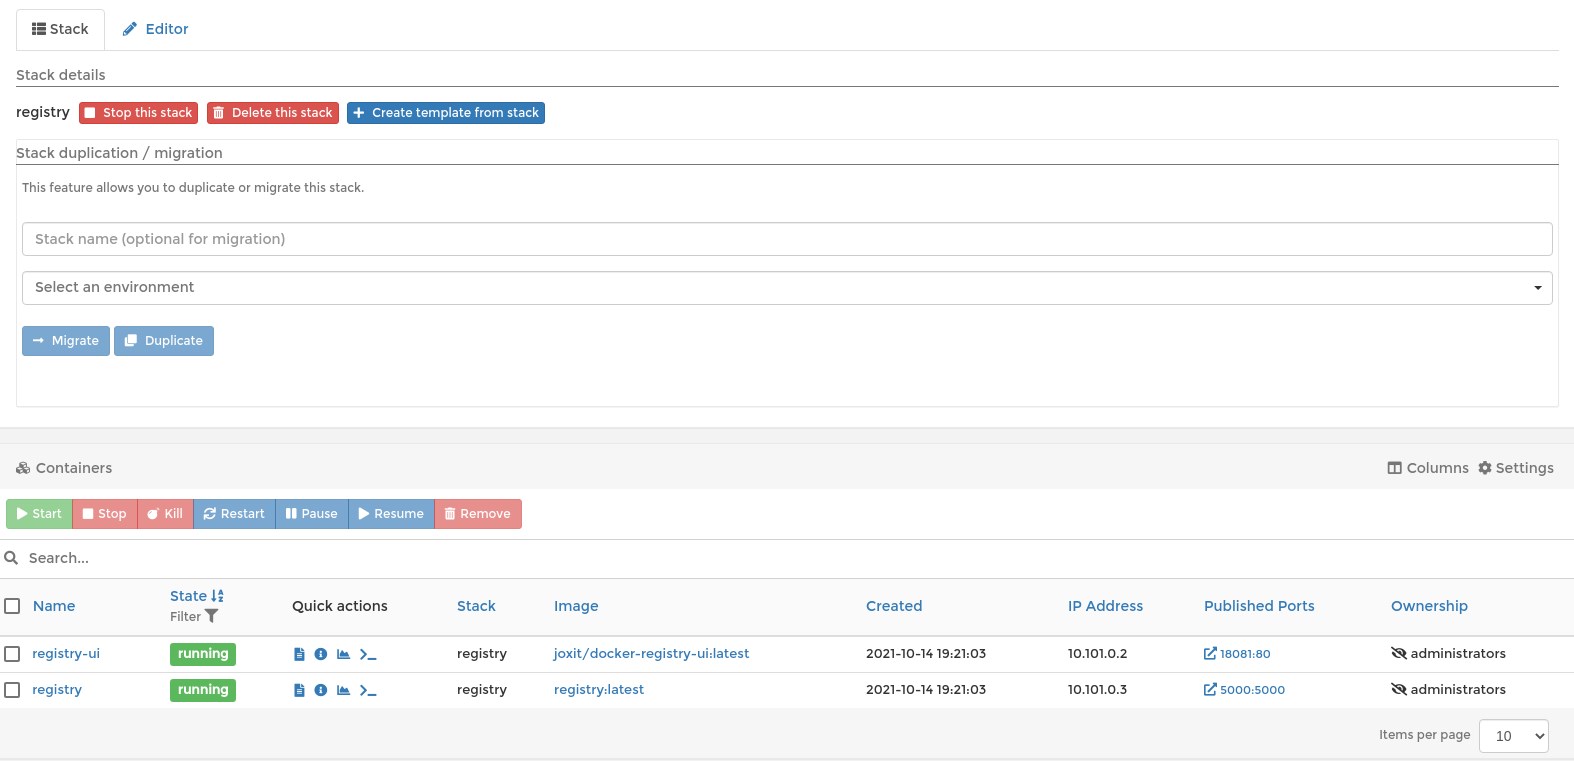 Stack Editor
Stack details
registry Stop this stack Delete this stack Create template from stack
Stack duplication / migration
This feature allows you to duplicate or migrate this stack.
Stack name (optional for migration)
Select an environment
Migrate Duplicate
Containers Columns Settings
Start Stop Kill Restart Pause Resume Remove
Search...
Name State Filter Quick actions Stack Image Created IP Address Published Ports Ownership
registry-ui running registry joxit/docker-registry-ui:latest 2021-10-14 19:21:03 10.101.0.2 18081:80 administrators
registry running registry registry:latest 2021-10-14 19:21:03 10.101.0.3 5000:5000 administrators
Items per page 10